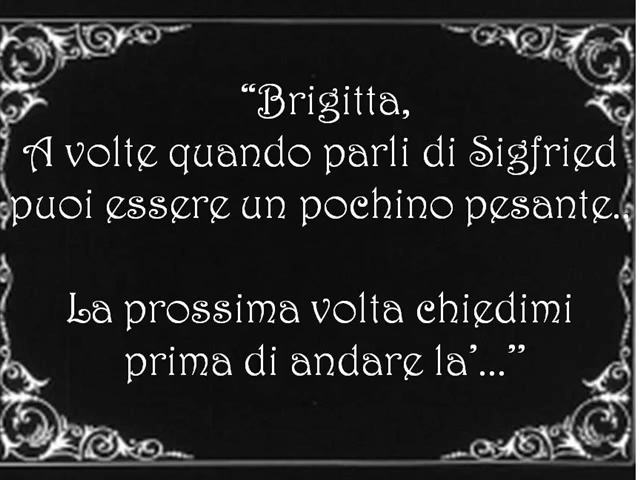 “Brigitta,
A volte quando parli di Sigfried
puoi essere un pochino pesante..
La prossima volta chiedimi
prima di andare la’...”